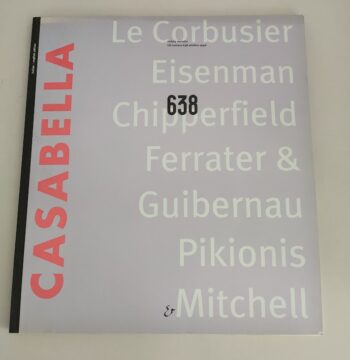 CASABELLA
Le Corbusier
Eisenman
638
Chipperfield
Ferrater &
Guibernau
Pikionis
Mitchell